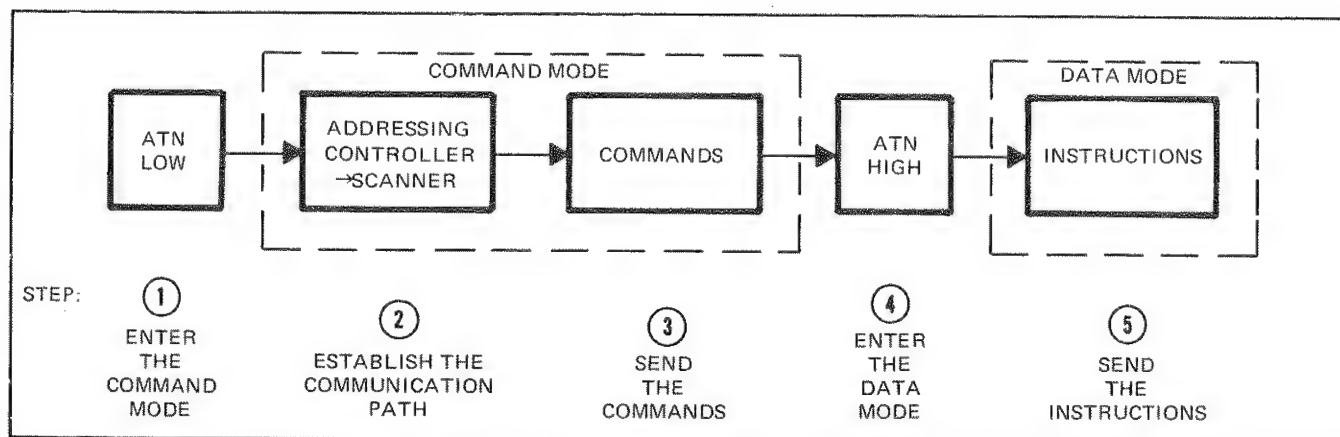 COMMAND MODE
DATA MODE
ATN
LOW
ADDRESSING
CONTROLLER
→SCANNER
COMMANDS
ATN
HIGH
INSTRUCTIONS
STEP:
1
ENTER
THE
COMMAND
MODE
2
ESTABLISH THE
COMMUNICATION
PATH
3
SEND
THE
COMMANDS
4
ENTER
THE
DATA
MODE
5
SEND
THE
INSTRUCTIONS